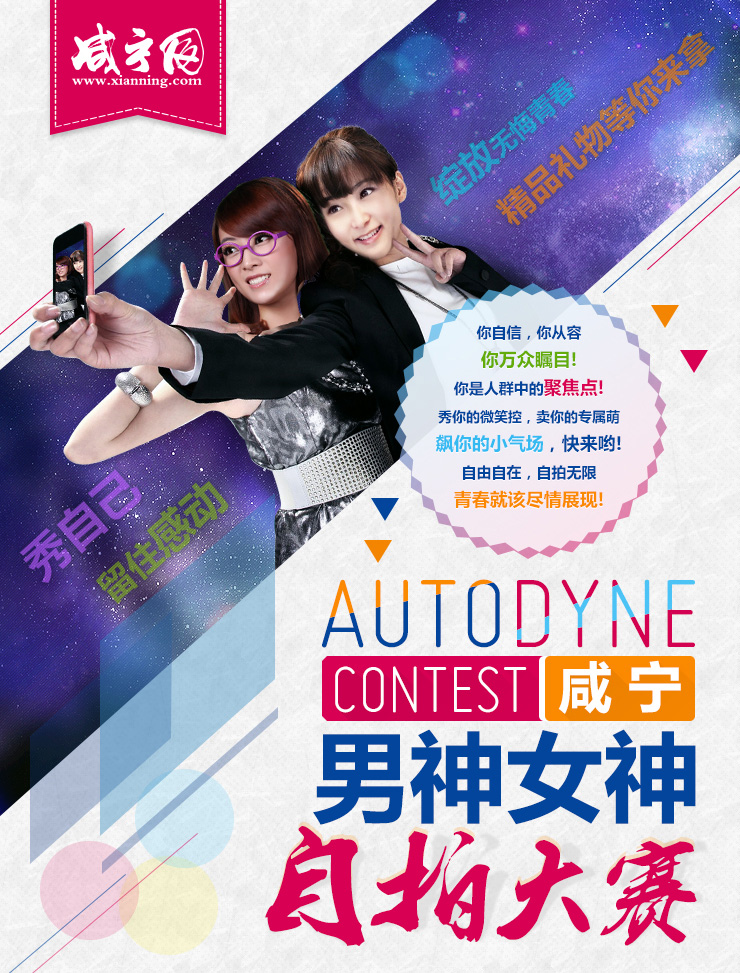 咸宁网
www.xianning.com
绽放无悔青春
精品礼物等你来拿
你自信，你从容
你万众瞩目!
你是人群中的聚焦点!
秀你的微笑控，卖你的专属萌
飙你的小气场，快来哟!
自由自在，自拍无限
青春就该尽情展现!
秀自己
留住感动
AUTODYNE
CONTEST 咸宁
男神女神
自拍大赛